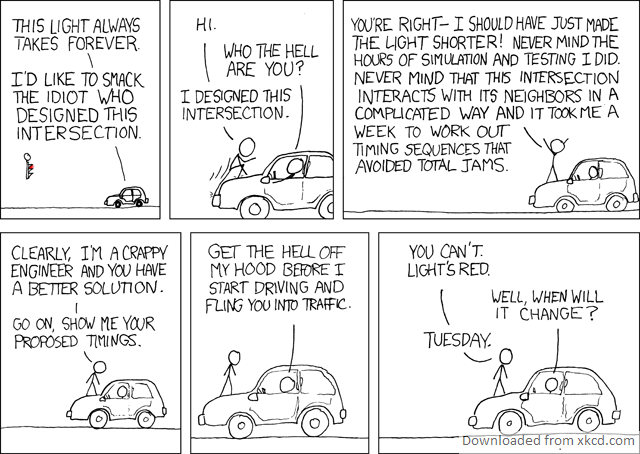 THIS LIGHT ALWAYS
TAKES FOREVER.
I'D LIKE TO SMACK
THE IDIOT WHO
DESIGNED THIS
INTERSECTION.
HI.
WHO THE HELL
ARE YOU?
I DESIGNED THIS
INTERSECTION.
YOU'RE RIGHT— I SHOULD HAVE JUST MADE
THE LIGHT SHORTER! NEVER MIND THE
HOURS OF SIMULATION AND TESTING I DID.
NEVER MIND THAT THIS INTERSECTION
INTERACTS WITH ITS NEIGHBORS IN A
COMPLICATED WAY AND IT TOOK ME A
WEEK TO WORK OUT
TIMING SEQUENCES THAT
AVOIDED TOTAL JAMS.
CLEARLY, I'M A CRAPPY
ENGINEER AND YOU HAVE
A BETTER SOLUTION.
GO ON, SHOW ME YOUR
PROPOSED TIMINGS.
GET THE HELL OFF
MY HOOD BEFORE I
START DRIVING AND
FLING YOU INTO TRAFFIC.
YOU CAN'T.
LIGHT'S RED.
WELL, WHEN WILL
IT CHANGE?
TUESDAY.
Downloaded from xkcd.com